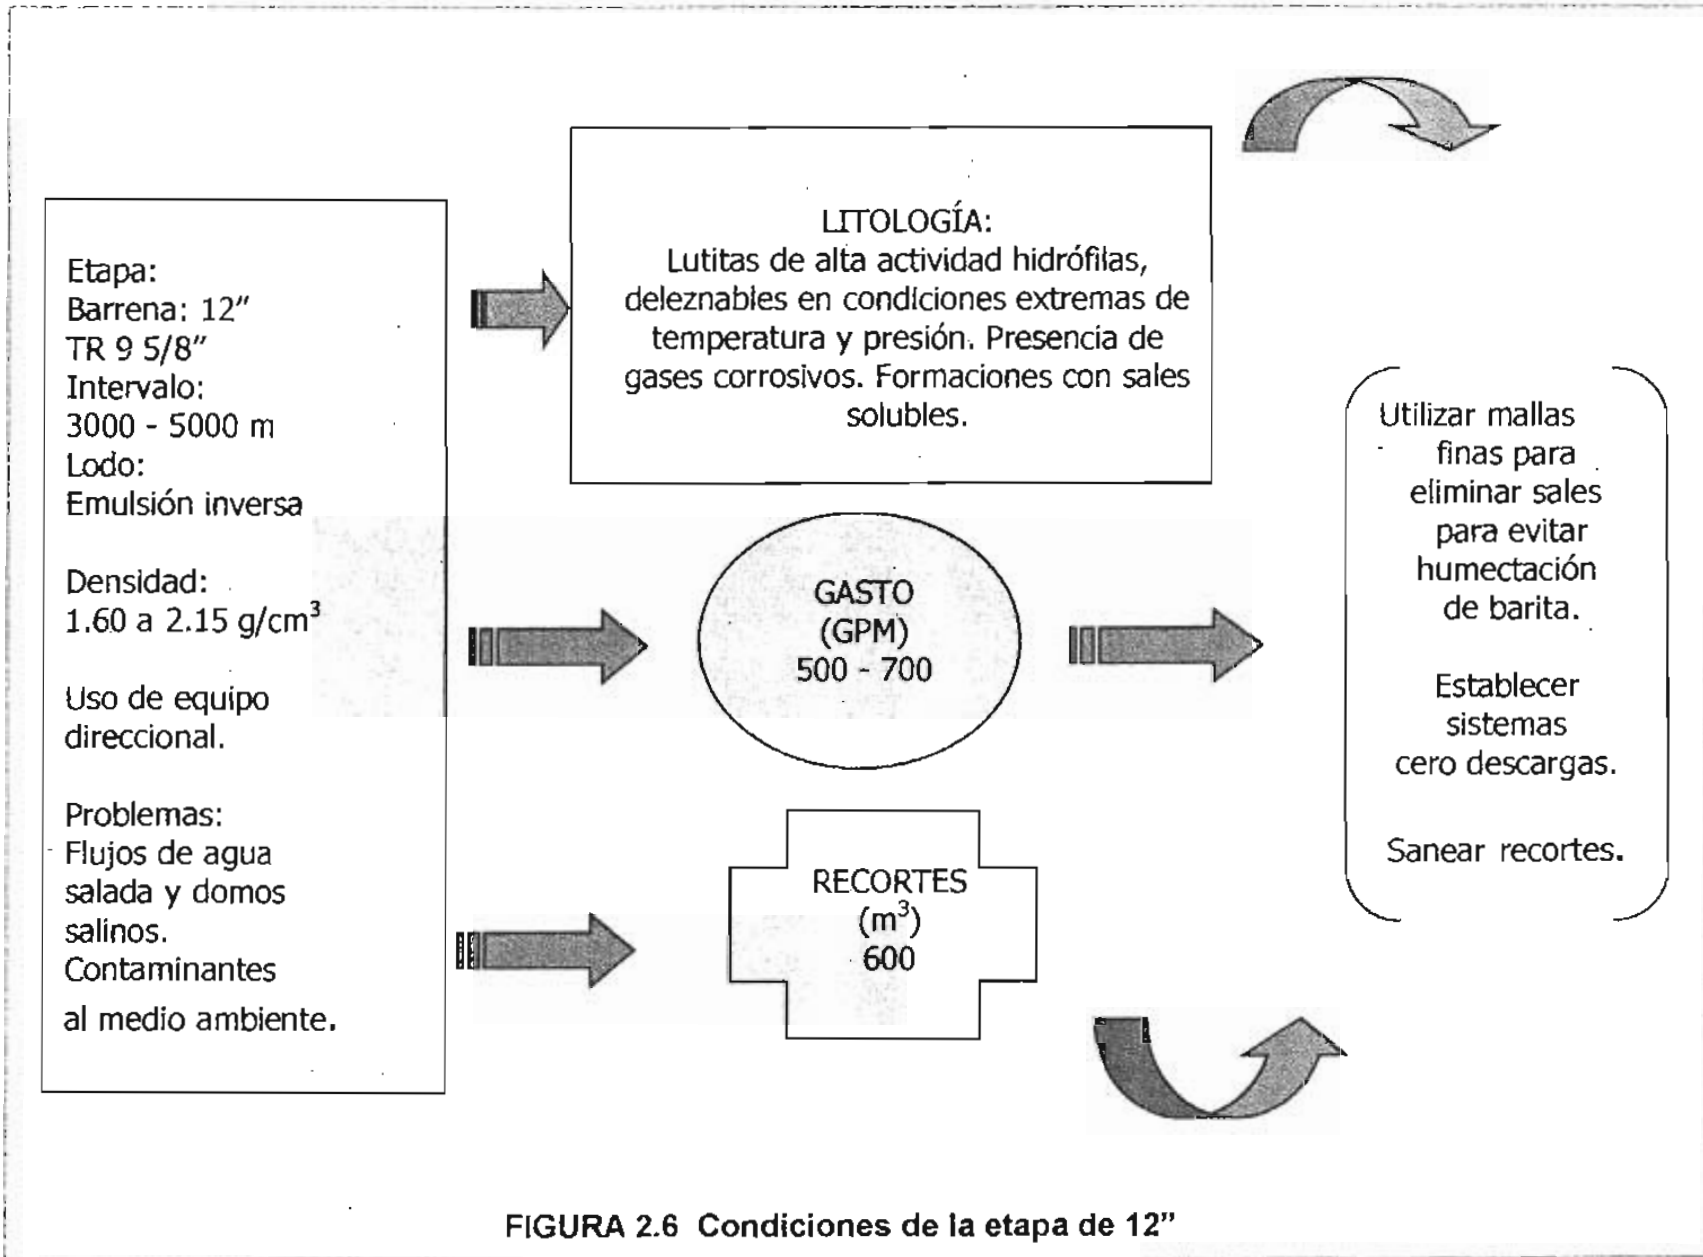 Etapa:
Barrena: 12”
TR 9 5/8”
Intervalo:
3000 - 5000 m
Lodo:
Emulsión inversa
Densidad:
1.60 a 2.15 g/cm³
Uso de equipo
direccional.
Problemas:
Flujos de agua
salada y domos
salinos.
Contaminantes
al medio ambiente.
LITOLOGÍA:
Lutitas de alta actividad hidrófilas,
deleznables en condiciones extremas de
temperatura y presión. Presencia de
gases corrosivos. Formaciones con sales
solubles.
GASTO
(GPM)
500 - 700
RECORTES
(m³)
600
Utilizar mallas
finas para
eliminar sales
para evitar
humectación
de barita.
Establecer
sistemas
cero descargas.
Sanear recortes.
FIGURA 2.6 Condiciones de la etapa de 12”